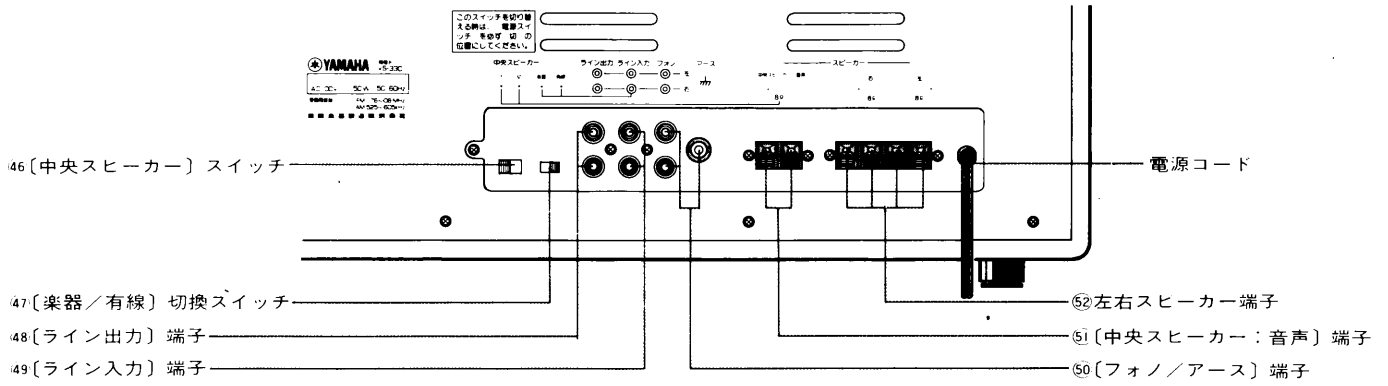 このスイッチを切り替
える時は、電源スイ
ッチを必ず切の
位置にしてください。
YAMAHA
中央スピーカー
ライン出力 ライン入力 フォノ アース
左
右
スピーカー
音声
右 左
㊻〔中央スピーカー〕スイッチ
電源コード
㊼〔楽器／有線〕切換スイッチ
㊽〔ライン出力〕端子
㊾〔ライン入力〕端子
52左右スピーカー端子
51〔中央スピーカー：音声〕端子
㊿〔フォノ／アース〕端子